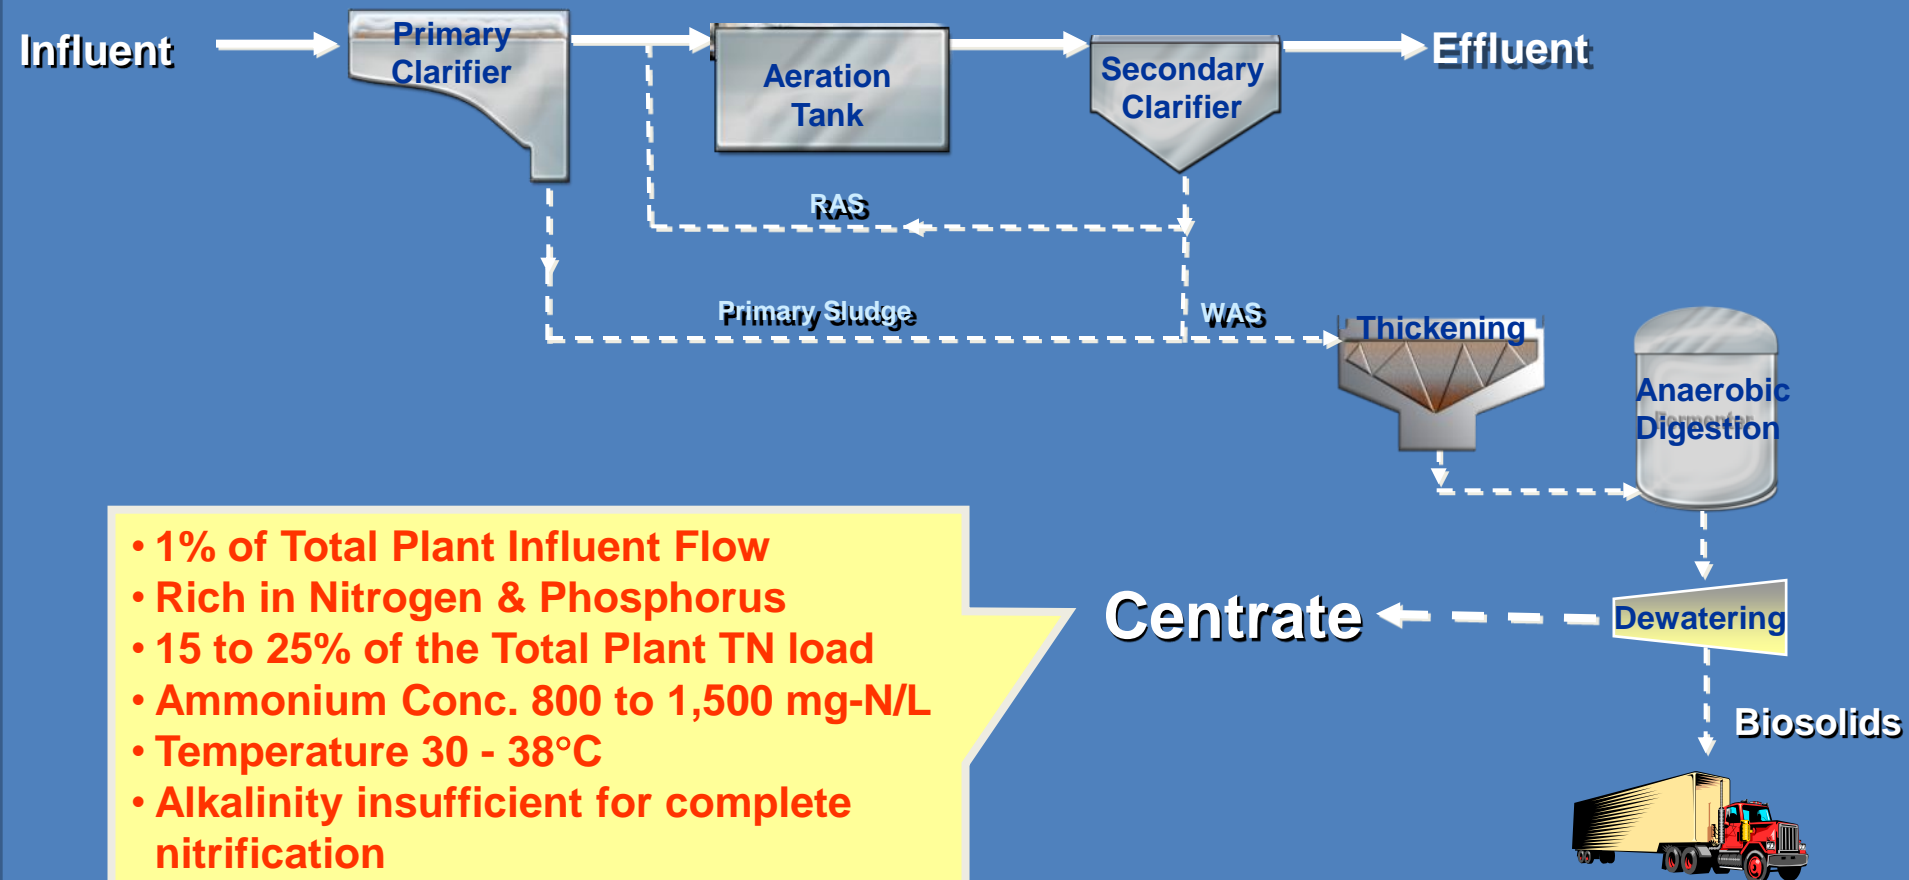 Influent
Primary
Clarifier
Aeration
Tank
Secondary
Clarifier
Effluent
RAS
Primary Sludge
WAS
Thickening
Anaerobic
Fermenter
Digestion
• 1% of Total Plant Influent Flow
• Rich in Nitrogen & Phosphorus
• 15 to 25% of the Total Plant TN load
• Ammonium Conc. 800 to 1,500 mg-N/L
• Temperature 30 - 38°C
• Alkalinity insufficient for complete
nitrification
Centrate
Dewatering
Biosolids